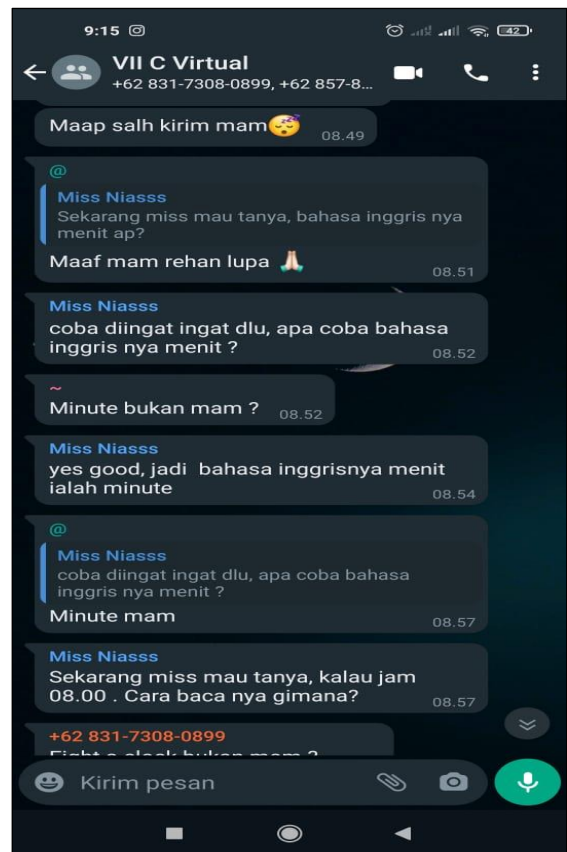 9:15
42
VII C Virtual
+62 831-7308-0899, +62 857-8...
Maap salh kirim mam😴 08.49
@
Miss Niasss
Sekarang miss mau tanya, bahasa inggris nya
menit ap?
Maaf mam rehan lupa 🙏🏻 08.51
Miss Niasss
coba diingat ingat dlu, apa coba bahasa
inggris nya menit ? 08.52
~
Minute bukan mam ? 08.52
Miss Niasss
yes good, jadi bahasa inggrisnya menit
ialah minute 08.54
@
Miss Niasss
coba diingat ingat dlu, apa coba bahasa
inggris nya menit ?
Minute mam 08.57
Miss Niasss
Sekarang miss mau tanya, kalau jam
08.00 . Cara baca nya gimana? 08.57
+62 831-7308-0899
bukan mam ?
Kirim pesan